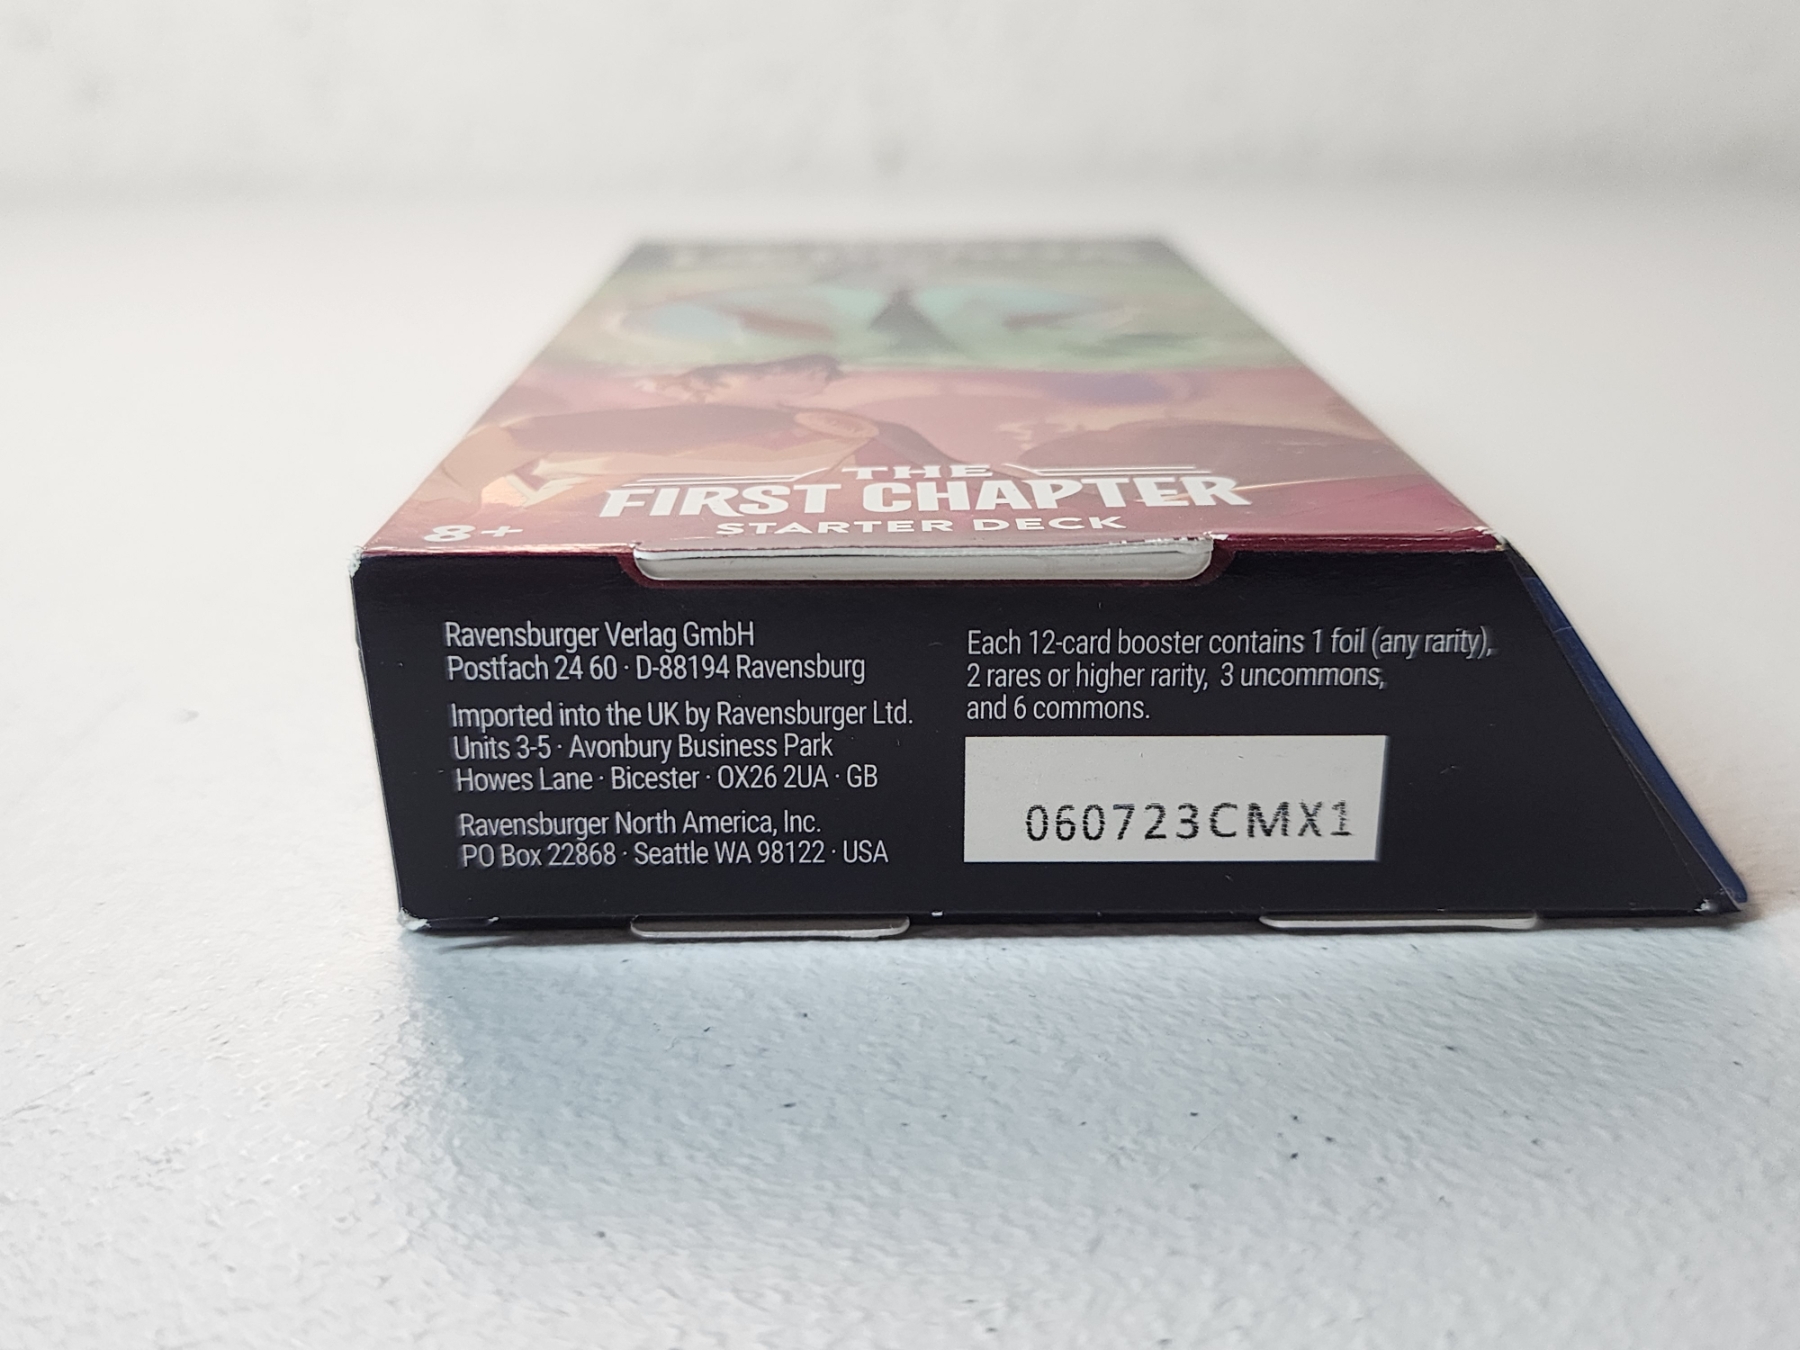 THE
FIRST CHAPTER
STARTER DECK
8+
Ravensburger Verlag GmbH
Postfach 24 60 · D-88194 Ravensburg
Imported into the UK by Ravensburger Ltd.
Units 3-5 · Avonbury Business Park
Howes Lane · Bicester · OX26 2UA · GB
Ravensburger North America, Inc.
PO Box 22868 · Seattle WA 98122 · USA
Each 12-card booster contains 1 foil (any rarity),
2 rares or higher rarity, 3 uncommons,
and 6 commons.
060723CMX1